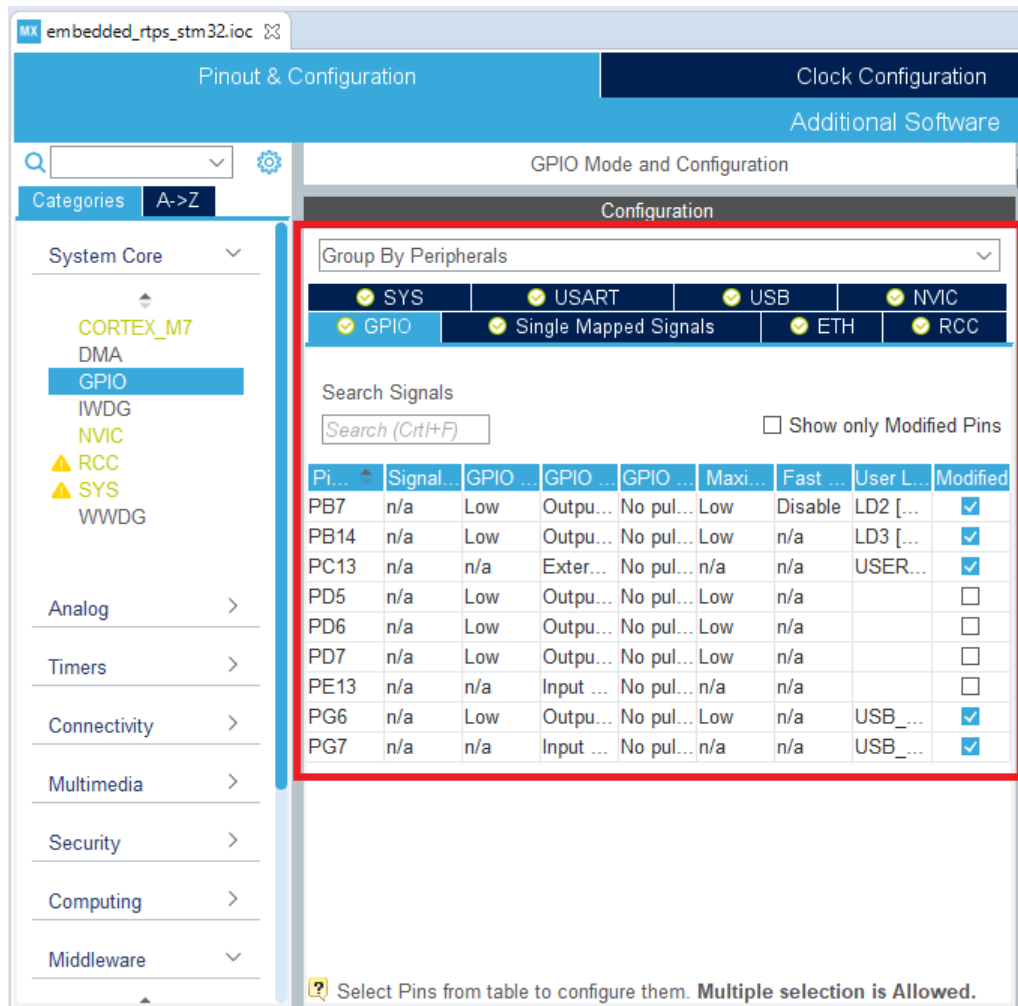 MX embedded_rtps_stm32.ioc
Pinout & Configuration Clock Configuration
Additional Software
GPIO Mode and Configuration
Categories A->Z
Configuration
System Core
Group By Peripherals
SYS USART USB NVIC
GPIO Single Mapped Signals ETH RCC
CORTEX_M7
DMA
GPIO
IWDG
NVIC
RCC
SYS
WWDG
Search Signals
Search (Crtl+F) Show only Modified Pins
Pi... Signal... GPIO ... GPIO ... GPIO ... Maxi... Fast ... User L... Modified
PB7 n/a Low Outpu... No pul... Low Disable LD2 [...
PB14 n/a Low Outpu... No pul... Low n/a LD3 [...
PC13 n/a n/a Exter... No pul... n/a n/a USER...
PD5 n/a Low Outpu... No pul... Low n/a
PD6 n/a Low Outpu... No pul... Low n/a
PD7 n/a Low Outpu... No pul... Low n/a
PE13 n/a n/a Input ... No pul... n/a n/a
PG6 n/a Low Outpu... No pul... Low n/a USB_...
PG7 n/a n/a Input ... No pul... n/a n/a USB_...
Analog
Timers
Connectivity
Multimedia
Security
Computing
Middleware
Select Pins from table to configure them. Multiple selection is Allowed.